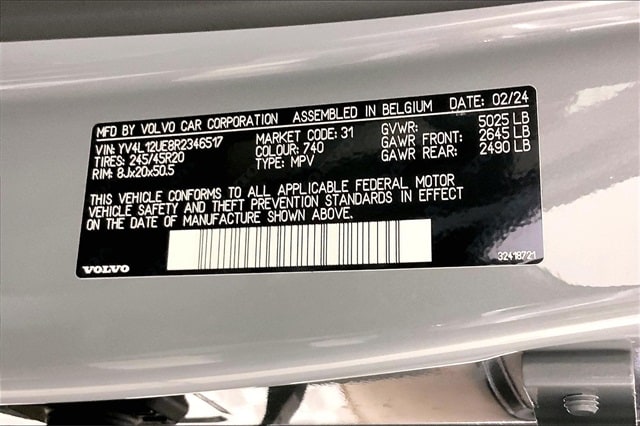 MFD BY VOLVO CAR CORPORATION ASSEMBLED IN BELGIUM DATE: 02/24
VIN: YV4L12UE8R2346517 MARKET CODE: 31 GVWR: 5025 LB
TIRES: 245/45R20 COLOUR: 740 GAWR FRONT: 2645 LB
RIM: 8Jx20x50.5 TYPE: MPV GAWR REAR: 2490 LB
THIS VEHICLE CONFORMS TO ALL APPLICABLE FEDERAL MOTOR
VEHICLE SAFETY AND THEFT PREVENTION STANDARDS IN EFFECT
ON THE DATE OF MANUFACTURE SHOWN ABOVE.
VOLVO 32418721